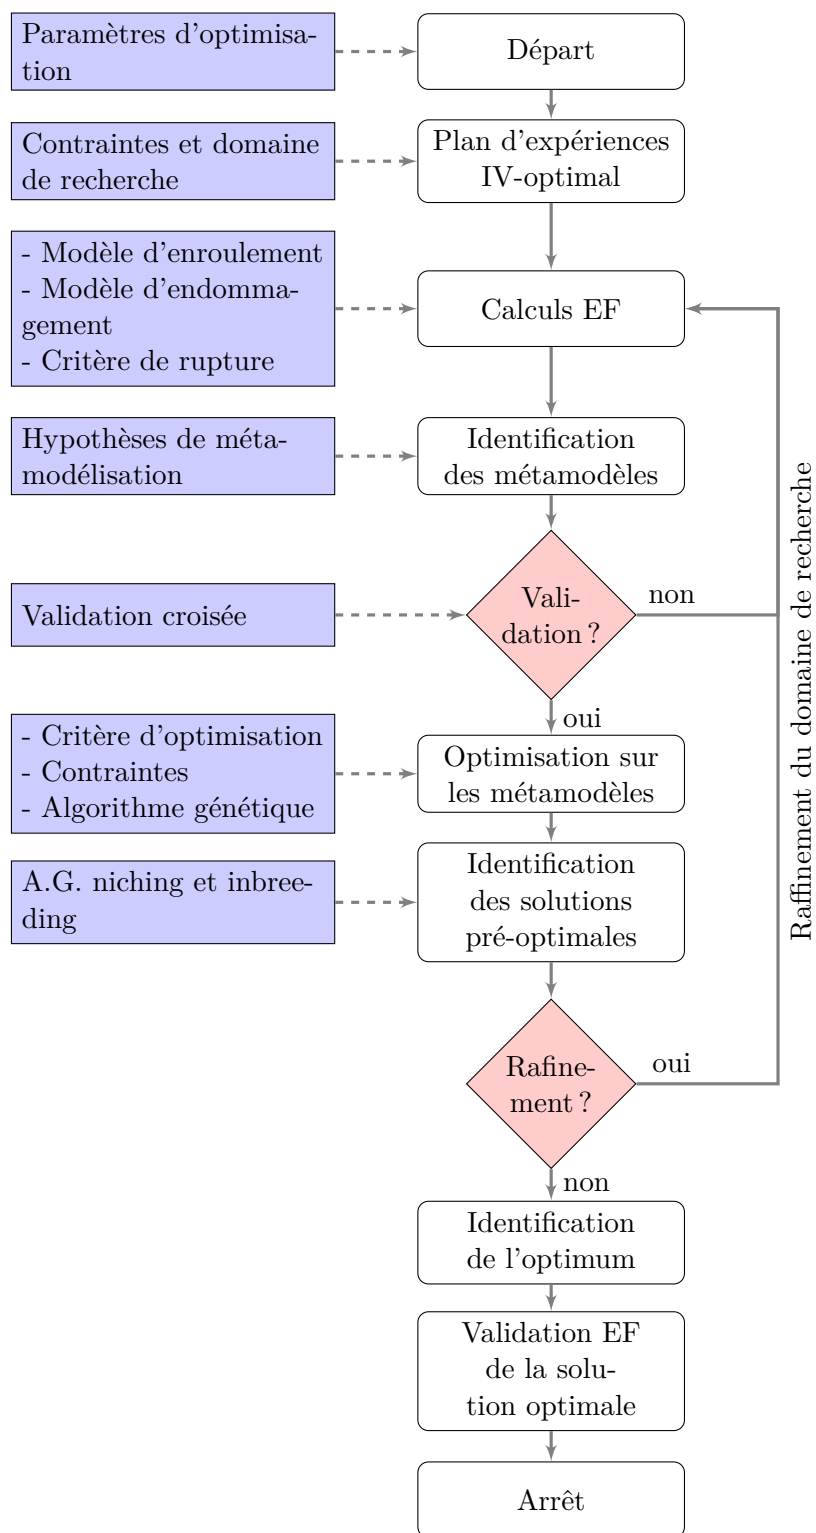 Paramètres d'optimisa-
tion
Départ
Contraintes et domaine
de recherche
Plan d'expériences
IV-optimal
- Modèle d'enroulement
- Modèle d'endomma-
gement
- Critère de rupture
Calculs EF
Hypothèses de méta-
modélisation
Identification
des métamodèles
Validation croisée
Vali-
dation ?
non
oui
Raffinement du domaine de recherche
- Critère d'optimisation
- Contraintes
- Algorithme génétique
Optimisation sur
les métamodèles
A.G. niching et inbree-
ding
Identification
des solutions
pré-optimales
Rafine-
ment ?
oui
non
Identification
de l'optimum
Validation EF
de la solu-
tion optimale
Arrêt